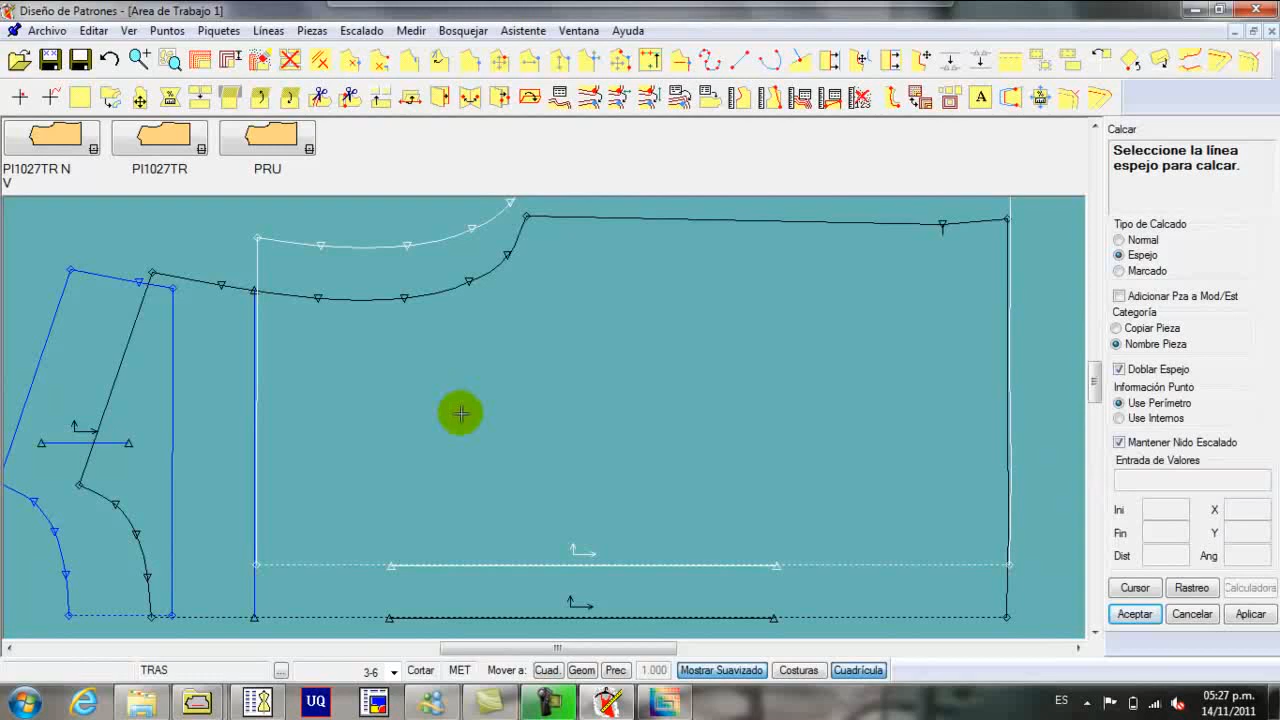 Diseño de Patrones - [Area de Trabajo 1]
Archivo Editar Ver Puntos Piquetes Líneas Piezas Escalado Medir Bosquejar Asistente Ventana Ayuda
A
PI1027TR N V
PI1027TR
PRU
Calcar
Seleccione la línea
espejo para calcar.
Tipo de Calcado
Normal
Espejo
Marcado
Adicionar Pza a Mod/Est
Categoría
Copiar Pieza
Nombre Pieza
Doblar Espejo
Información Punto
Use Perímetro
Use Internos
Mantener Nido Escalado
Entrada de Valores
Ini X
Fin Y
Dist Ang
Cursor Rastreo Calculadora
Aceptar Cancelar Aplicar
TRAS ... 3-6 Cortar MET Mover a: Cuad. Geom Prec 1.000 Mostrar Suavizado Costuras Cuadrícula
UQ
ES
05:27 p.m.
14/11/2011